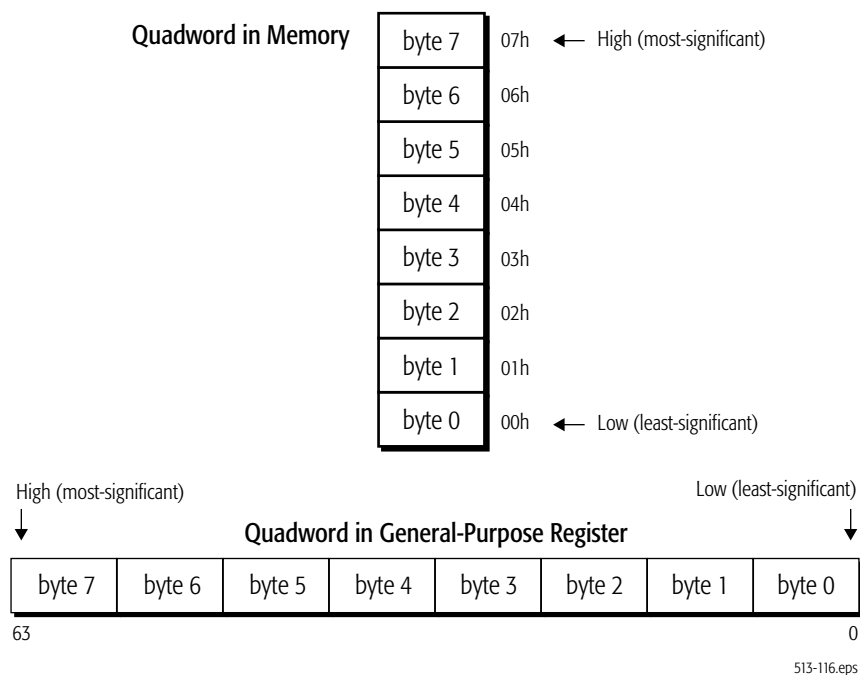 Quadword in Memory
byte 7 07h High (most-significant)
byte 6 06h
byte 5 05h
byte 4 04h
byte 3 03h
byte 2 02h
byte 1 01h
byte 0 00h Low (least-significant)
High (most-significant) Low (least-significant)
Quadword in General-Purpose Register
byte 7 byte 6 byte 5 byte 4 byte 3 byte 2 byte 1 byte 0
63 0
513-116.eps